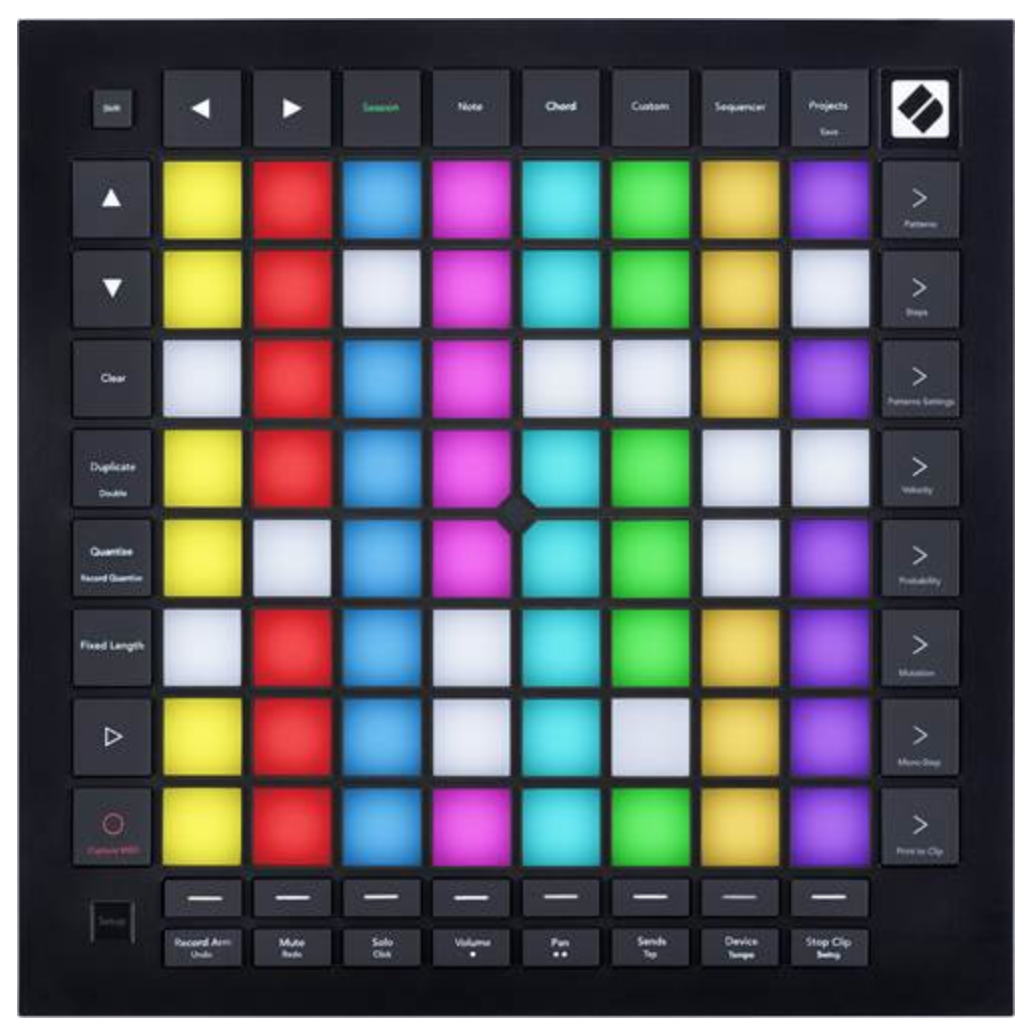 Shift
Session
Note
Chord
Custom
Sequencer
Projects
Save
Patterns
Steps
Clear
Patterns Settings
Duplicate
Double
Velocity
Quantise
Record Quantise
Probability
Fixed Length
Mutation
Micro Step
Capture MIDI
Print to Clip
Setup
Record Arm
Undo
Mute
Redo
Solo
Click
Volume
Pan
Sends
Tap
Device
Tempo
Stop Clip
Swing